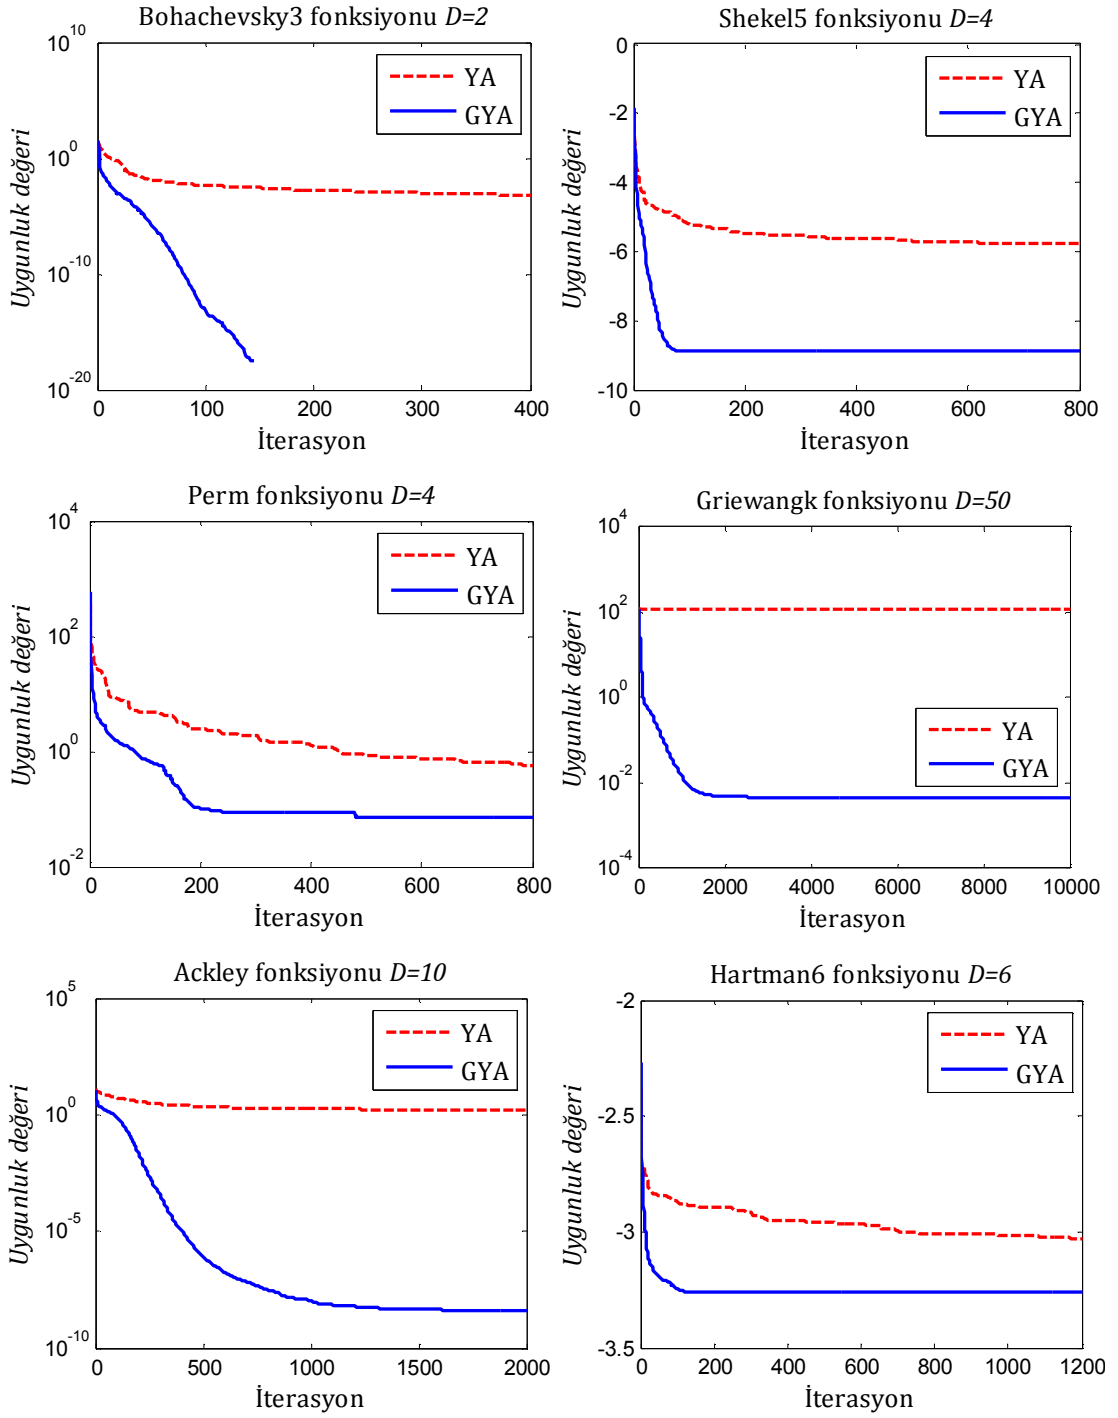 Bohachevsky3 fonksiyonu D=2
10^10
10^0
10^-10
10^-20
Uygunluk değeri
YA
GYA
0 100 200 300 400
İterasyon
Shekel5 fonksiyonu D=4
0
-2
-4
-6
-8
-10
Uygunluk değeri
YA
GYA
0 200 400 600 800
İterasyon
Perm fonksiyonu D=4
10^4
10^2
10^0
10^-2
Uygunluk değeri
YA
GYA
0 200 400 600 800
İterasyon
Griewangk fonksiyonu D=50
10^4
10^2
10^0
10^-2
10^-4
Uygunluk değeri
YA
GYA
0 2000 4000 6000 8000 10000
İterasyon
Ackley fonksiyonu D=10
10^5
10^0
10^-5
10^-10
Uygunluk değeri
YA
GYA
0 500 1000 1500 2000
İterasyon
Hartman6 fonksiyonu D=6
-2
-2.5
-3
-3.5
Uygunluk değeri
YA
GYA
0 200 400 600 800 1000 1200
İterasyon